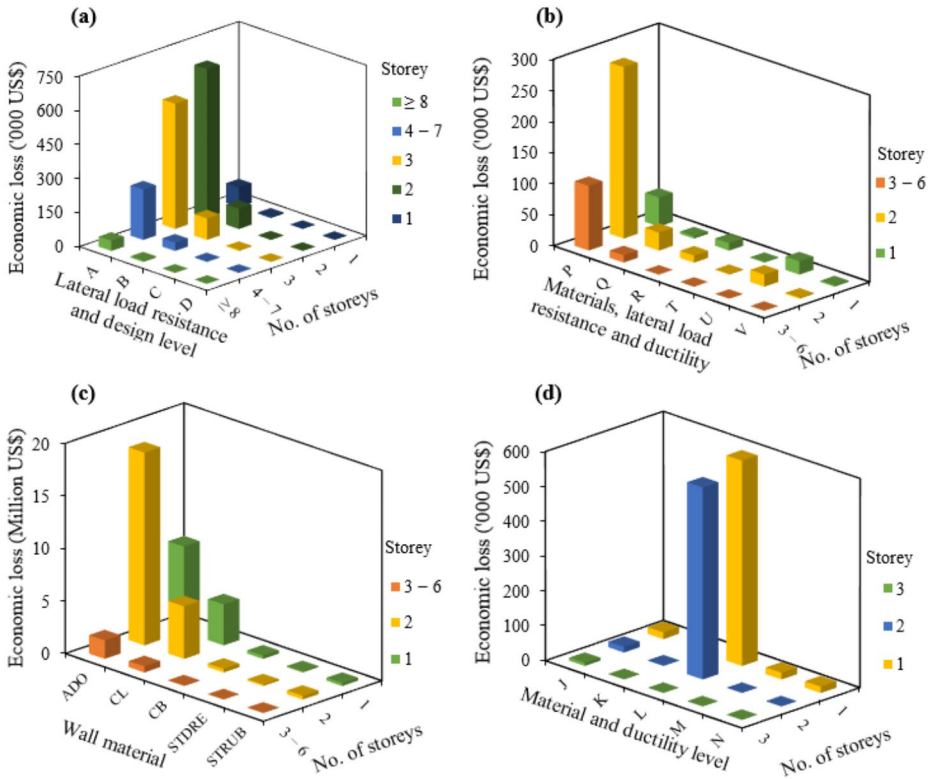 (a)
Economic loss ('000 US$)
750
600
450
300
150
0
A
B
C
D
Lateral load resistance
and design level
≥8
4 – 7
3
2
1
No. of storeys
Storey
≥ 8
4 – 7
3
2
1
(b)
Economic loss ('000 US$)
300
250
200
150
100
50
0
P
Q
R
T
U
V
Materials, lateral load
resistance and ductility
3 – 6
2
1
No. of storeys
Storey
3 – 6
2
1
(c)
Economic loss (Million US$)
20
15
10
5
0
ADO
CL
CB
STDRE
STRUB
Wall material
3 – 6
2
1
No. of storeys
Storey
3 – 6
2
1
(d)
Economic loss ('000 US$)
600
500
400
300
200
100
0
J
K
L
M
N
Material and ductility level
3
2
1
No. of storeys
Storey
3
2
1